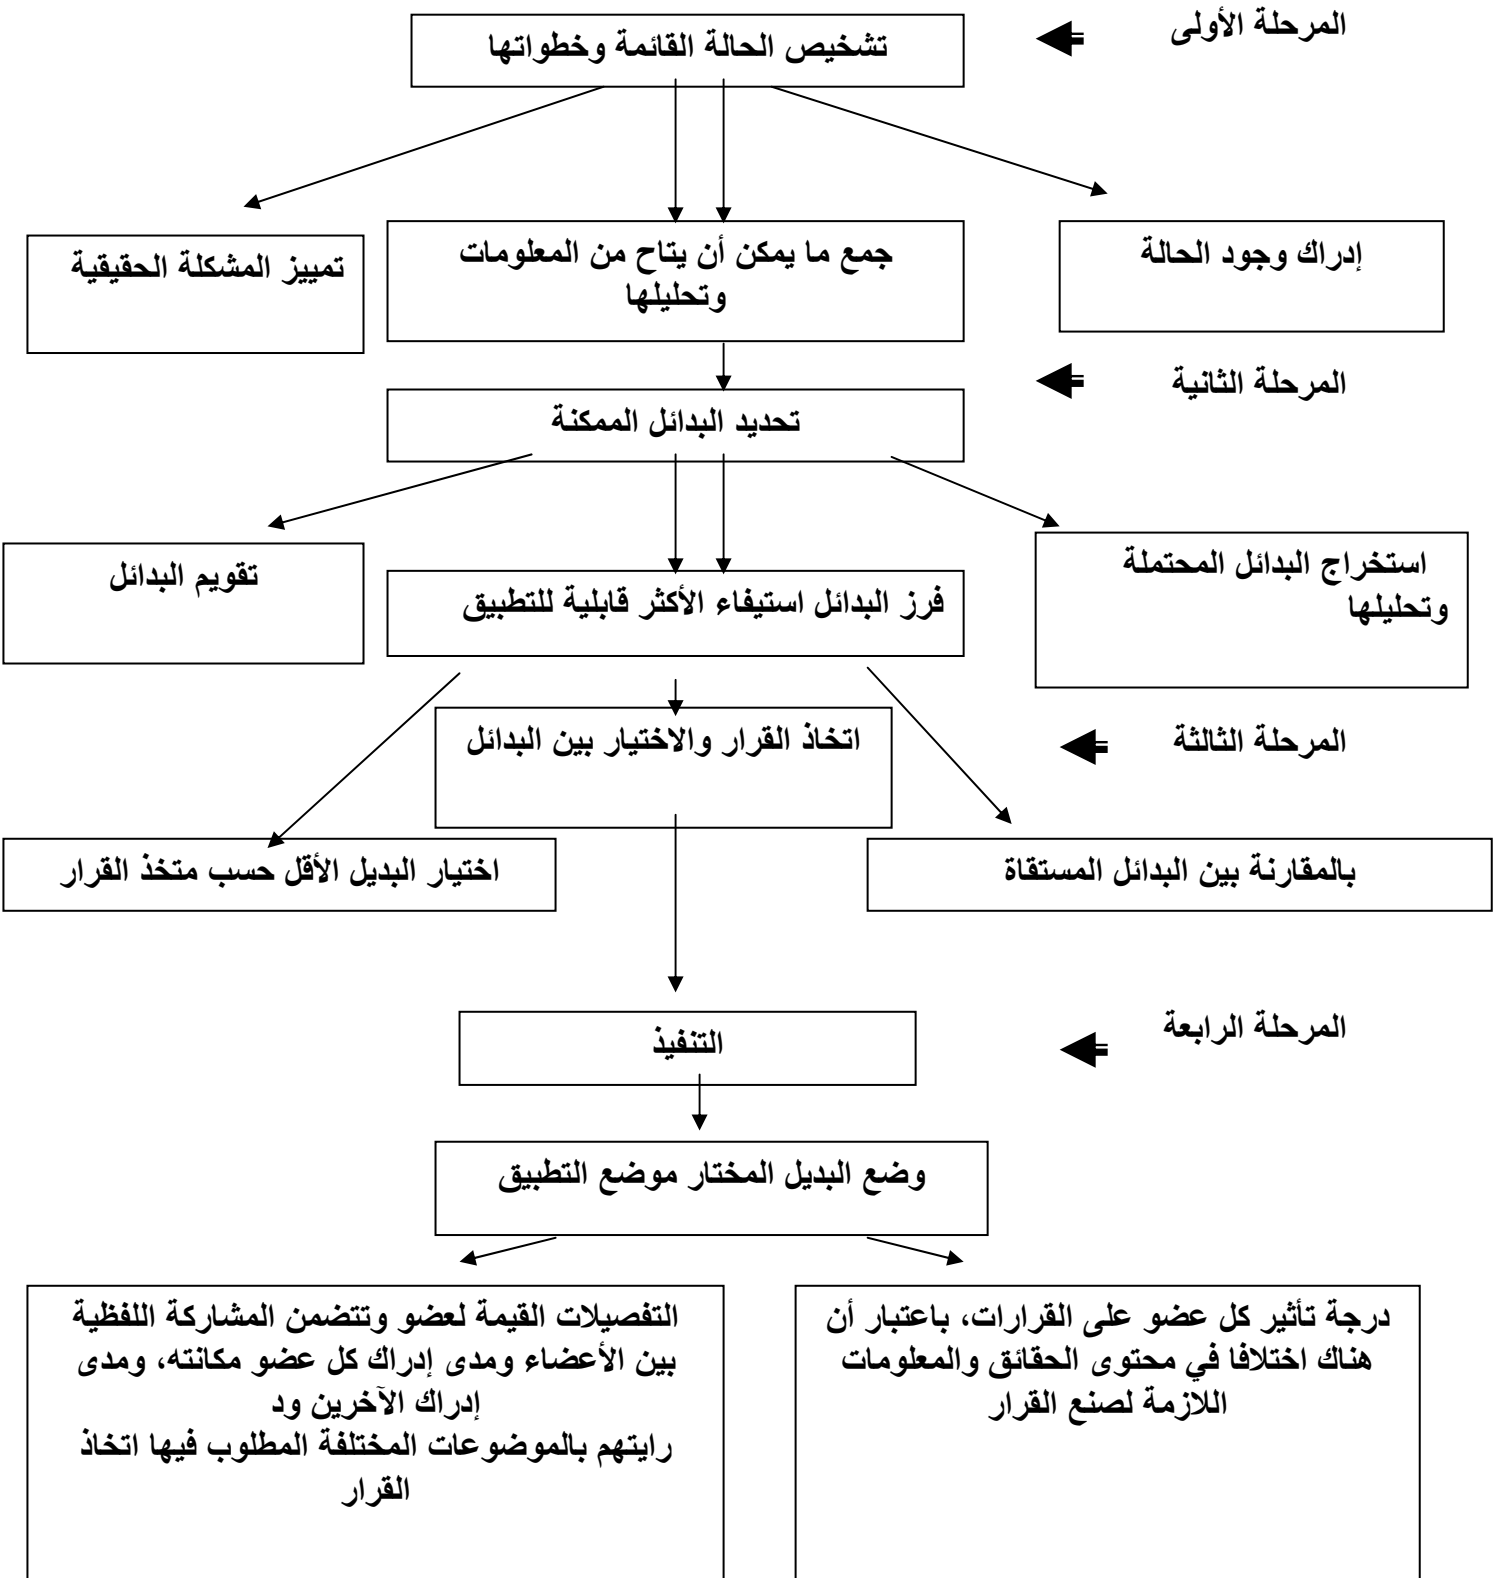 المرحلة الأولى
تشخيص الحالة القائمة وخطواتها
إدراك وجود الحالة
جمع ما يمكن أن يتاح من المعلومات
وتحليلها
تمييز المشكلة الحقيقية
المرحلة الثانية
تحديد البدائل الممكنة
استخراج البدائل المحتملة
وتحليلها
فرز البدائل استيفاء الأكثر قابلية للتطبيق
تقويم البدائل
المرحلة الثالثة
اتخاذ القرار والاختيار بين البدائل
بالمقارنة بين البدائل المستقاة
اختيار البديل الأقل حسب متخذ القرار
المرحلة الرابعة
التنفيذ
وضع البديل المختار موضع التطبيق
درجة تأثير كل عضو على القرارات، باعتبار أن
هناك اختلافا في محتوى الحقائق والمعلومات
اللازمة لصنع القرار
التفصيلات القيمة لعضو وتتضمن المشاركة اللفظية
بين الأعضاء ومدى إدراك كل عضو مكانته، ومدى
إدراك الآخرين ود
رايتهم بالموضوعات المختلفة المطلوب فيها اتخاذ
القرار